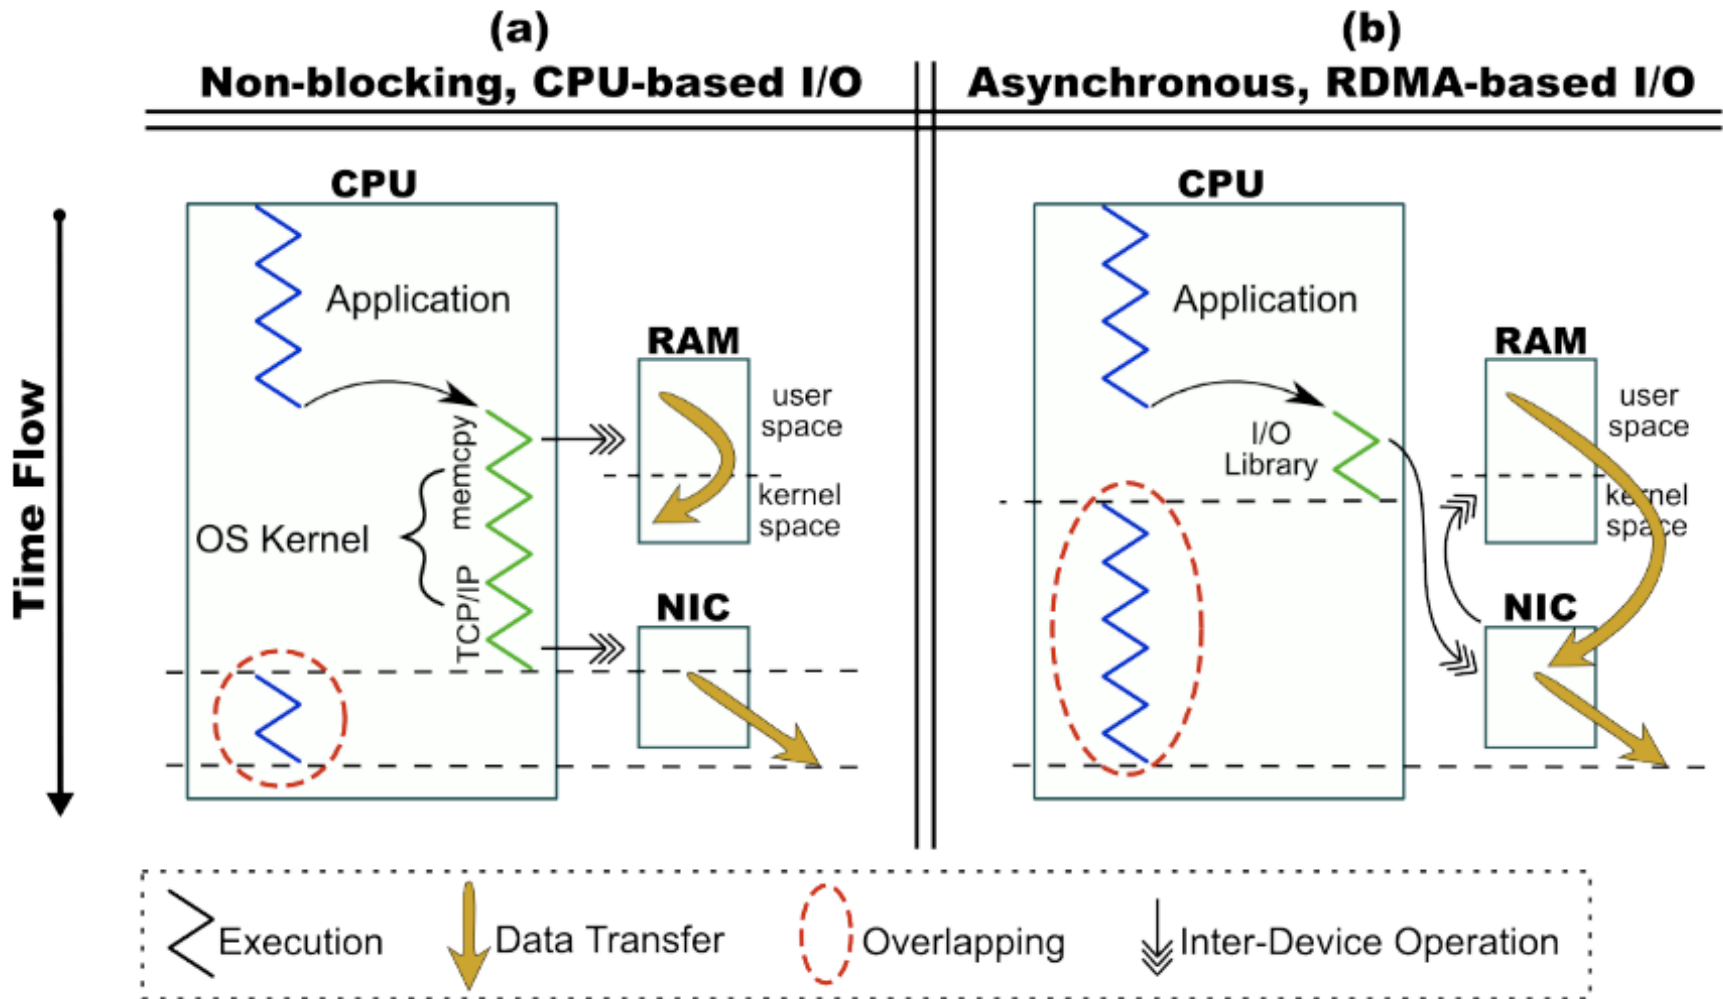 (a)
Non-blocking, CPU-based I/O
(b)
Asynchronous, RDMA-based I/O
Time Flow
CPU
Application
OS Kernel
memcpy
TCP/IP
RAM
user
space
kernel
space
NIC
CPU
Application
I/O
Library
RAM
user
space
kernel
space
NIC
Execution
Data Transfer
Overlapping
Inter-Device Operation